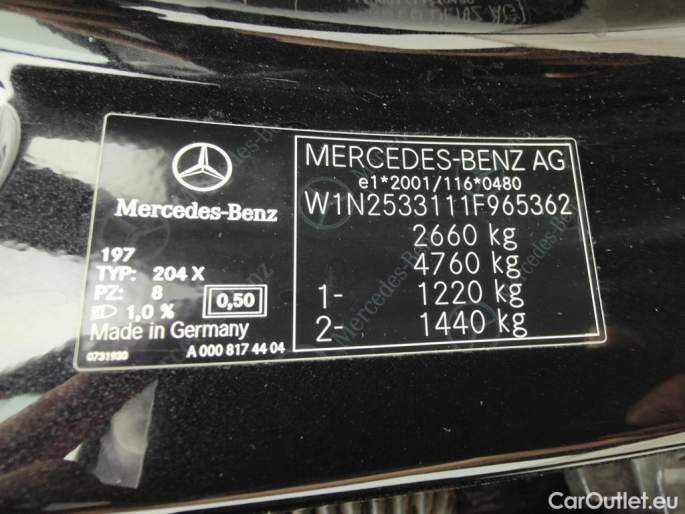 Mercedes-Benz
197
TYP: 204 X
PZ: 8
1,0 % 0,50
Made in Germany
0731930 A 000 817 44 04
MERCEDES-BENZ AG
e1*2001/116*0480
W1N2533111F965362
2660 kg
4760 kg
1- 1220 kg
2- 1440 kg
CarOutlet.eu